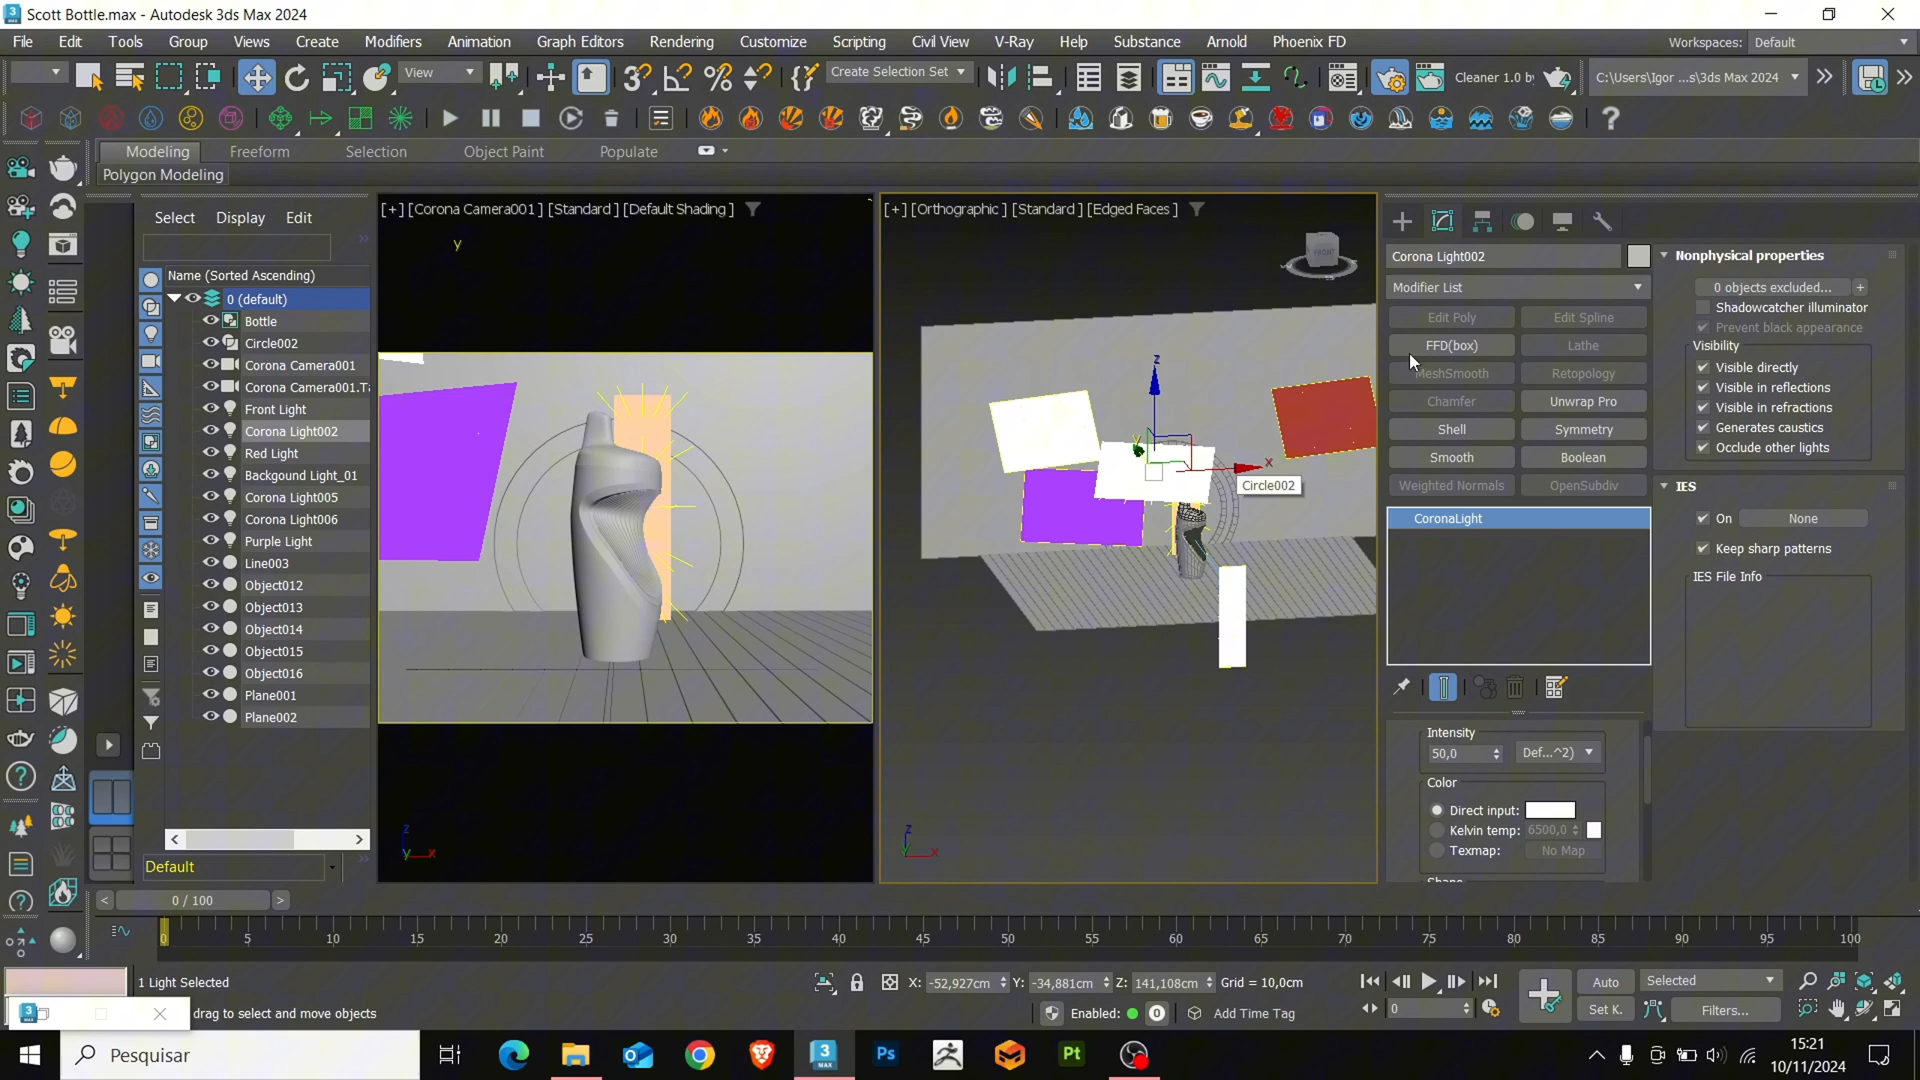 Scott Bottle.max - Autodesk 3ds Max 2024
File Edit Tools Group Views Create Modifiers Animation Graph Editors Rendering Customize Scripting Civil View V-Ray Help Substance Arnold Phoenix FD Workspaces: Default
View Create Selection Set Cleaner 1.0 by C:\Users\Igor ...s\3ds Max 2024
Modeling Freeform Selection Object Paint Populate
Polygon Modeling
Select Display Edit
Name (Sorted Ascending)
0 (default)
Bottle
Circle002
Corona Camera001
Corona Camera001.Ta
Front Light
Corona Light002
Red Light
Backgound Light_01
Corona Light005
Corona Light006
Purple Light
Line003
Object012
Object013
Object014
Object015
Object016
Plane001
Plane002
Default
[+] [Corona Camera001 ] [Standard ] [Default Shading ]
y
z
y x
[+] [Orthographic ] [Standard ] [Edged Faces ]
FRONT
z
y
x
Circle002
z
y x
Corona Light002
Modifier List
Edit Poly Edit Spline
FFD(box) Lathe
MeshSmooth Retopology
Chamfer Unwrap Pro
Shell Symmetry
Smooth Boolean
Weighted Normals OpenSubdiv
CoronaLight
Intensity
50,0 Def...^2)
Color
Direct input:
Kelvin temp: 6500,0
Texmap: No Map
Nonphysical properties
0 objects excluded... +
Shadowcatcher illuminator
Prevent black appearance
Visibility
Visible directly
Visible in reflections
Visible in refractions
Generates caustics
Occlude other lights
IES
On None
Keep sharp patterns
IES File Info
< 0 / 100 >
0 5 10 15 20 25 30 35 40 45 50 55 60 65 70 75 80 85 90 95 100
1 Light Selected X: -52,927cm Y: -34,881cm Z: 141,108cm Grid = 10,0cm Auto Selected
drag to select and move objects Enabled: 0 Add Time Tag 0 Set K. Filters...
Pesquisar
3 MAX Ps Pt
15:21
10/11/2024